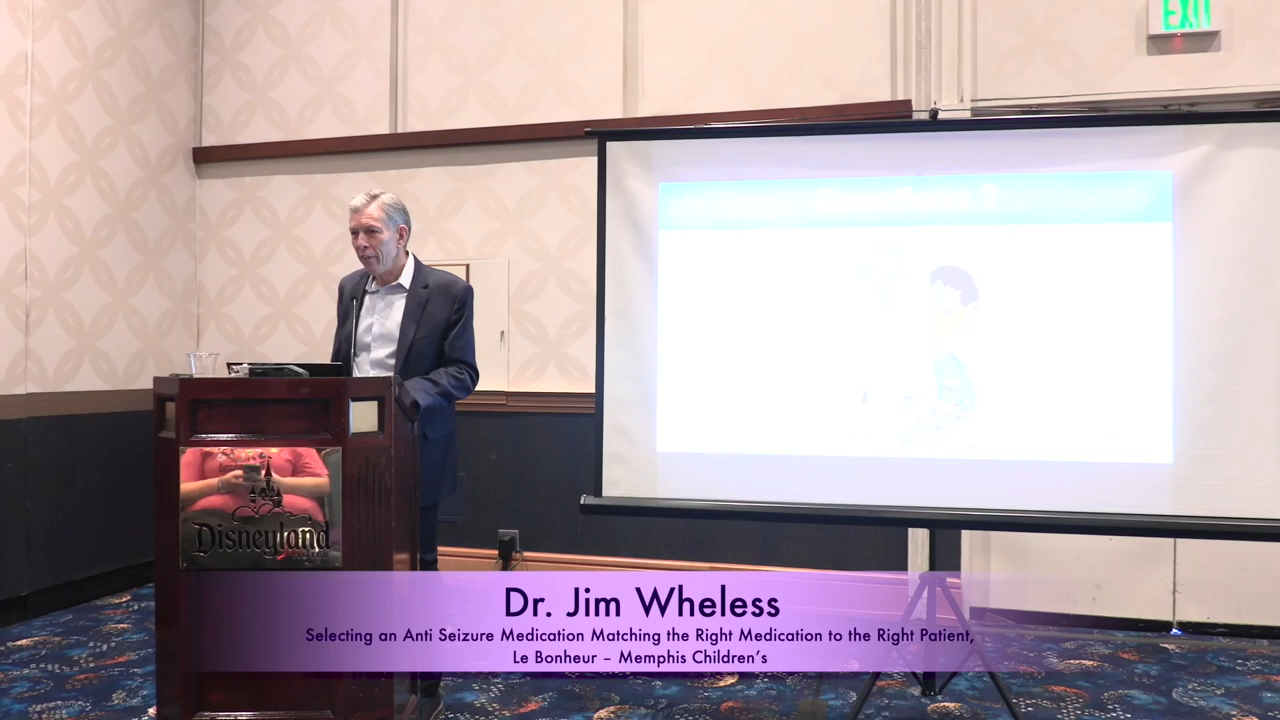 EXIT
Disneyland
Dr. Jim Wheless
Selecting an Anti Seizure Medication Matching the Right Medication to the Right Patient,
Le Bonheur – Memphis Children's